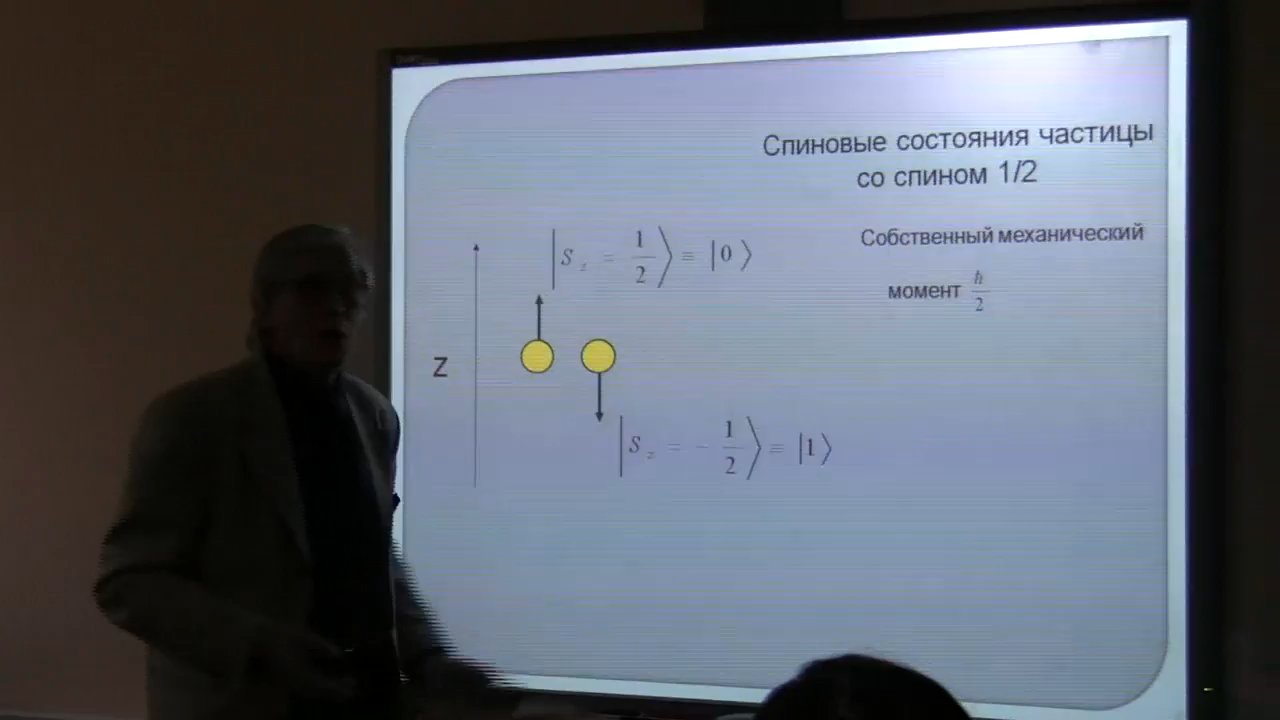 Спиновые состояния частицы
со спином 1/2
Собственный механический
момент ħ/2
|S_z = 1/2⟩ = |0⟩
Z
|S_z = - 1/2⟩ = |1⟩